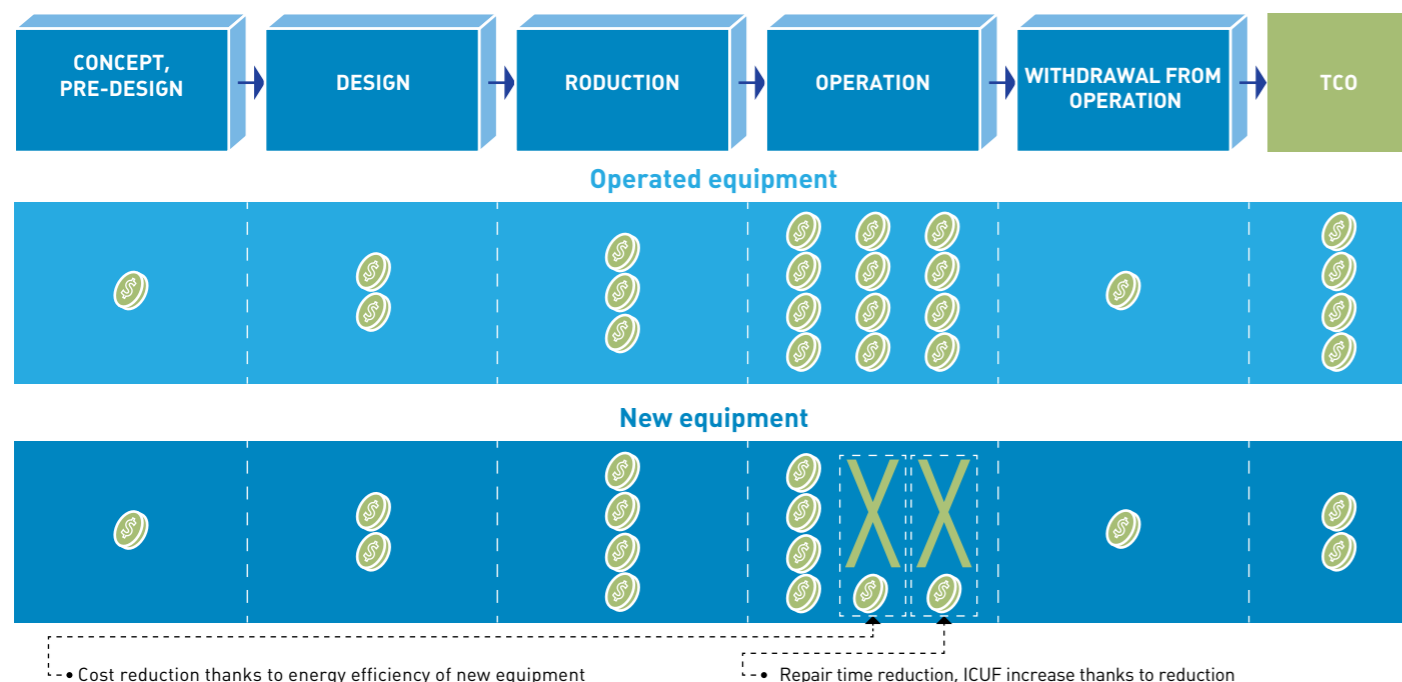 CONCEPT,
PRE-DESIGN
DESIGN
RODUCTION
OPERATION
WITHDRAWAL FROM
OPERATION
TCO
Operated equipment
New equipment
• Cost reduction thanks to energy efficiency of new equipment
• Repair time reduction, ICUF increase thanks to reduction